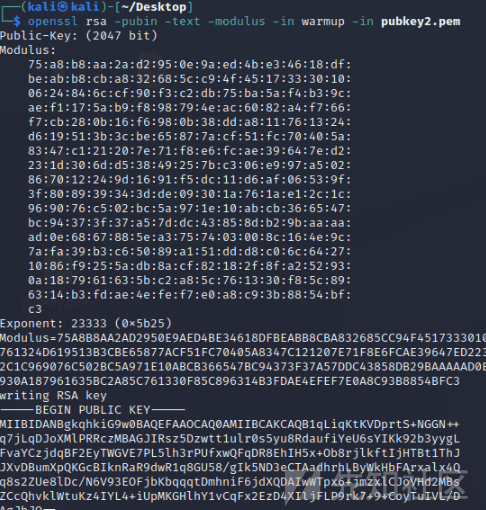 (kali㉿kali)-[~/Desktop]
$ openssl rsa -pubin -text -modulus -in warmup -in pubkey2.pem
Public-Key: (2047 bit)
Modulus:
75:a8:b8:aa:2a:d2:95:0e:9a:ed:4b:e3:46:18:df:
be:ab:b8:cb:a8:32:68:5c:c9:4f:45:17:33:30:10:
06:24:84:6c:cf:90:f3:c2:db:75:ba:5a:f4:b3:9c:
ae:f1:17:5a:b9:f8:98:79:4e:ac:60:82:a4:f7:66:
f7:cb:28:0b:16:f6:98:0b:38:dd:a8:11:76:13:24:
d6:19:51:3b:3c:be:65:87:7a:cf:51:fc:70:40:5a:
83:47:c1:21:20:7e:71:f8:e6:fc:ae:39:64:7e:d2:
23:1d:30:6d:d5:38:49:25:7b:c3:06:e9:97:a5:02:
86:70:12:24:9d:16:91:f5:dc:11:d6:af:06:53:9f:
3f:80:89:39:34:3d:de:09:30:1a:76:1a:e1:2c:1c:
96:90:76:c5:02:bc:5a:97:1e:10:ab:cb:36:65:47:
bc:94:37:3f:37:a5:7d:dc:43:85:8d:b2:9b:aa:aa:
ad:0e:68:67:88:5e:a3:75:74:03:00:8c:16:4e:9c:
7a:fa:39:b3:c6:50:89:a1:51:dd:d8:c0:6c:64:27:
10:86:f9:25:5a:db:8a:cf:82:18:2f:8f:a2:52:93:
0a:18:79:61:63:5b:c2:a8:5c:76:13:30:f8:5c:89:
63:14:b3:fd:ae:4e:fe:f7:e0:a8:c9:3b:88:54:bf:
c3
Exponent: 23333 (0×5b25)
Modulus=75A8B8AA2AD2950E9AED4BE34618DFBEABB8CBA832685CC94F4517333010
761324D619513B3CBE65877ACF51FC70405A8347C121207E71F8E6FCAE39647ED223
2C1C969076C502BC5A971E10ABCB366547BC94373F37A57DDC43858DB29BAAAAAD0E
930A187961635BC2A85C761330F85C896314B3FDAE4EFEF7E0A8C93B8854BFC3
writing RSA key
-----BEGIN PUBLIC KEY-----
MIIBIDANBgkqhkiG9w0BAQEFAAOCAQ0AMIIBCAKCAQB1qLiqKtKVDprtS+NGGN++
q7jLqDJoXMlPRRczMBAGJIRsz5Dzwtt1ulr0s5yu8RdaufiYeU6sYIKk92b3yygL
FvaYCzjdqBF2EyTWGVE7PL5lh3rPUfxwQFqDR8EhIH5x+Ob8rjlkftIjHTBt1ThJ
先知社区